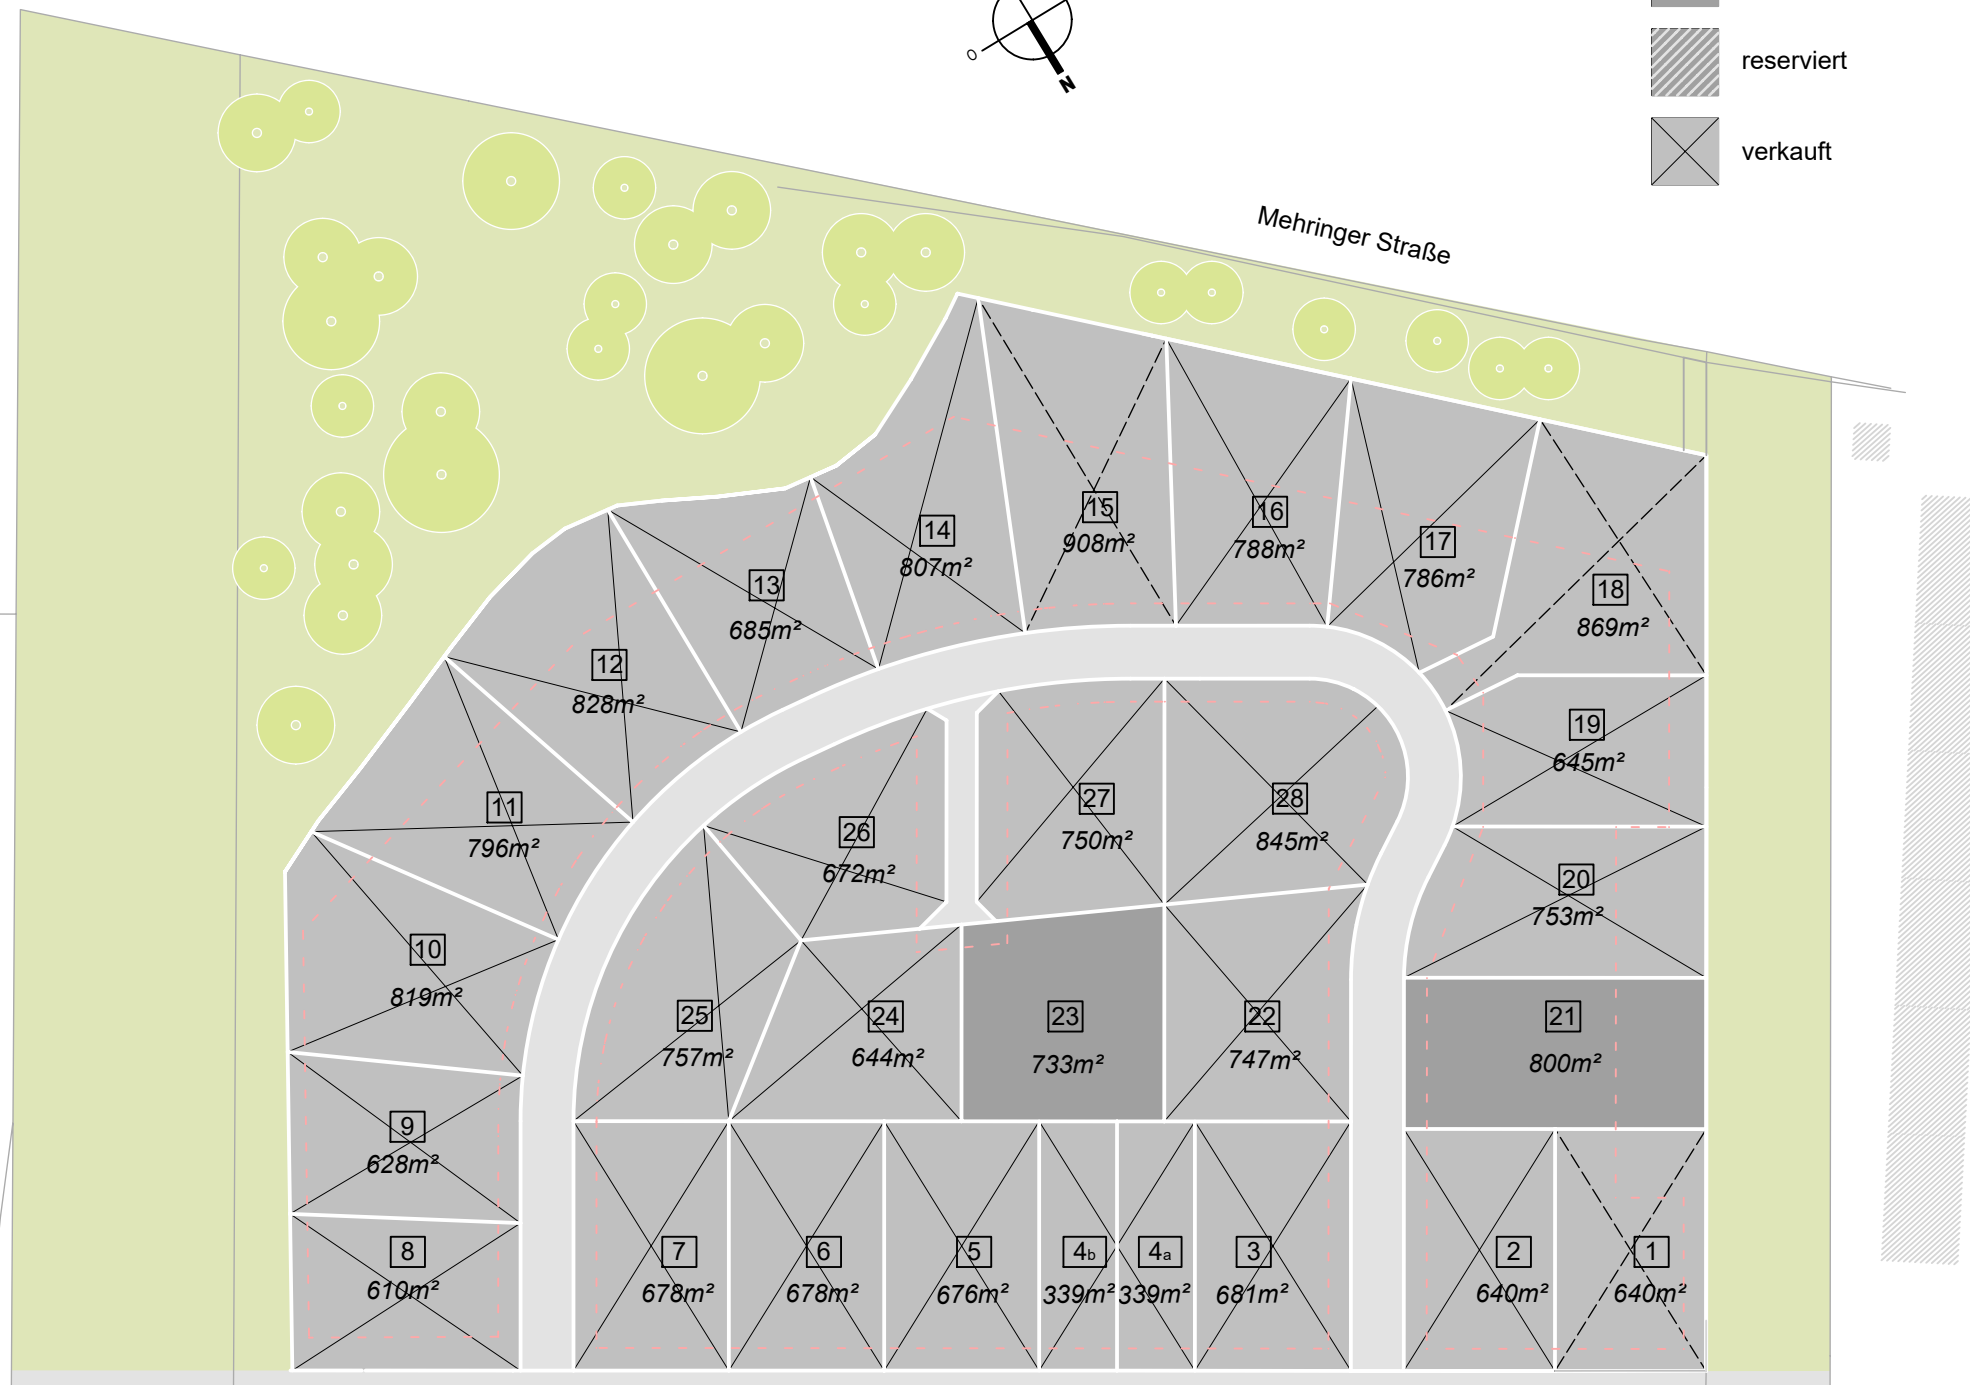 O
N
reserviert
verkauft
Mehringer Straße
14
807m²
15
908m²
16
788m²
17
786m²
18
869m²
13
685m²
12
828m²
19
645m²
11
796m²
26
672m²
27
750m²
28
845m²
20
753m²
10
819m²
25
757m²
24
644m²
23
733m²
22
747m²
21
800m²
9
628m²
8
610m²
7
678m²
6
678m²
5
676m²
4b
339m²
4a
339m²
3
681m²
2
640m²
1
640m²